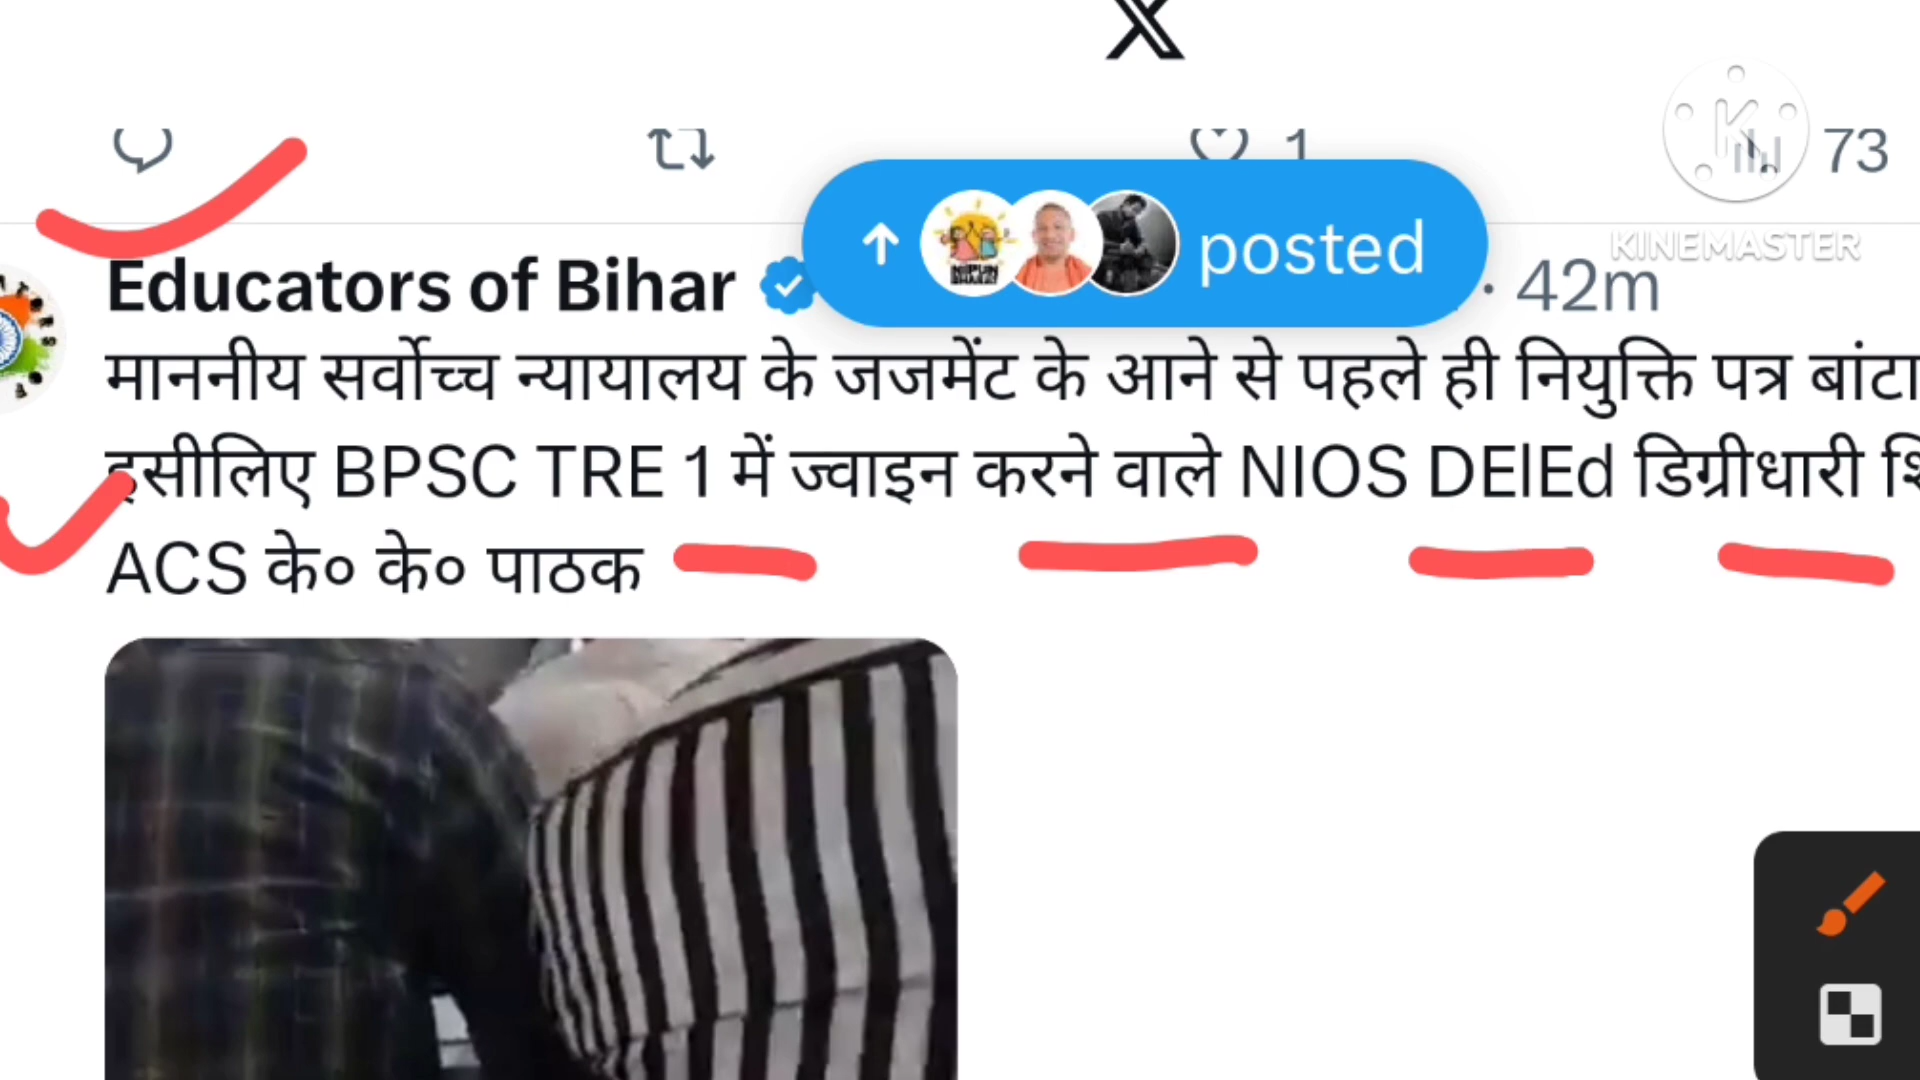 1
73
KINEMASTER
posted
Educators of Bihar
· 42m
माननीय सर्वोच्च न्यायालय के जजमेंट के आने से पहले ही नियुक्ति पत्र बांटा
इसीलिए BPSC TRE 1 में ज्वाइन करने वाले NIOS DElEd डिग्रीधारी
ACS के० के० पाठक